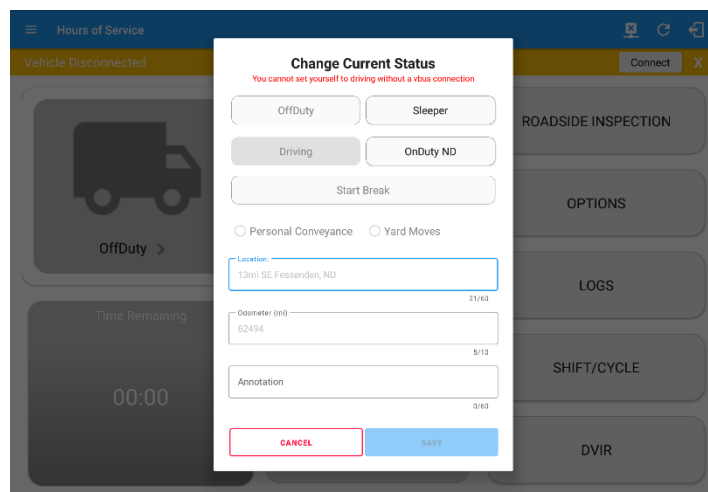 Hours of Service
Vehicle Disconnected
Connect
X
Change Current Status
You cannot set yourself to driving without a vbus connection
OffDuty
Sleeper
Driving
OnDuty ND
Start Break
Personal Conveyance
Yard Moves
Location:
13mi SE Fessenden, ND
21/60
Odometer (mi)
62494
5/10
Annotation
0/60
CANCEL
SAVE
OffDuty >
Time Remaining
00:00
ROADSIDE INSPECTION
OPTIONS
LOGS
SHIFT/CYCLE
DVIR